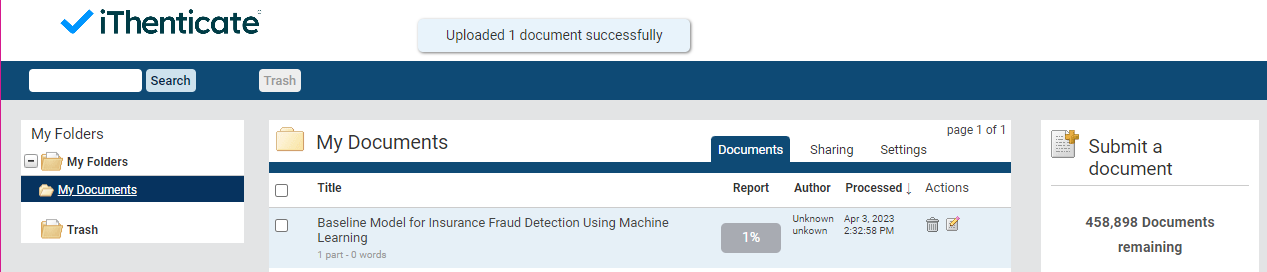 iThenticate
Uploaded 1 document successfully
Search
Trash
My Folders
My Folders
My Documents
Trash
My Documents
page 1 of 1
Documents Sharing Settings
Title Report Author Processed ↓ Actions
Baseline Model for Insurance Fraud Detection Using Machine
Learning
1 part - 0 words
1%
Unknown
unkown
Apr 3, 2023
2:32:58 PM
Submit a
document
458,898 Documents
remaining